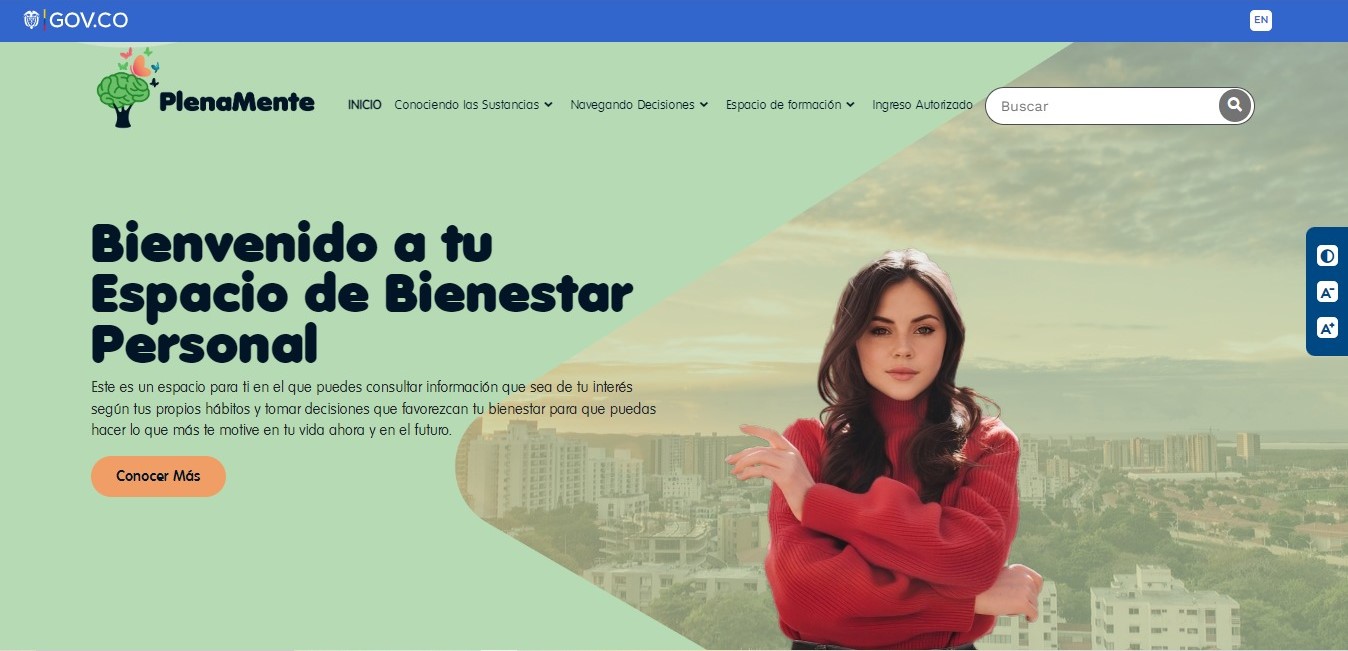 GOV.CO
EN
PlenaMente
INICIO
Conociendo las Sustancias
Navegando Decisiones
Espacio de formación
Ingreso Autorizado
Buscar
Bienvenido a tu
Espacio de Bienestar
Personal
Este es un espacio para ti en el que puedes consultar información que sea de tu interés
según tus propios hábitos y tomar decisiones que favorezcan tu bienestar para que puedas
hacer lo que más te motive en tu vida ahora y en el futuro.
Conocer Más
A-
A+